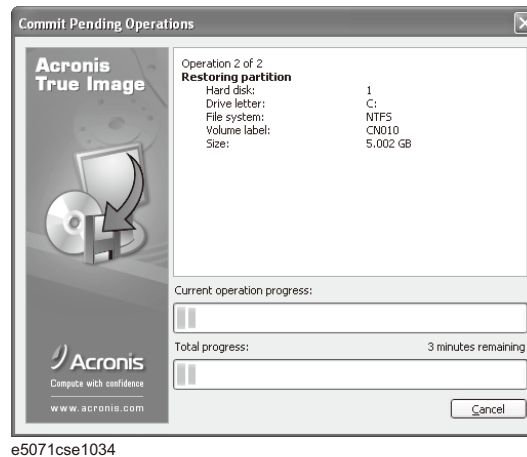 Commit Pending Operations
Acronis
True Image
Operation 2 of 2
Restoring partition
Hard disk: 1
Drive letter: C:
File system: NTFS
Volume label: CN010
Size: 5.002 GB
Current operation progress:
Total progress: 3 minutes remaining
Acronis
Compute with confidence
www.acronis.com
Cancel
e5071cse1034